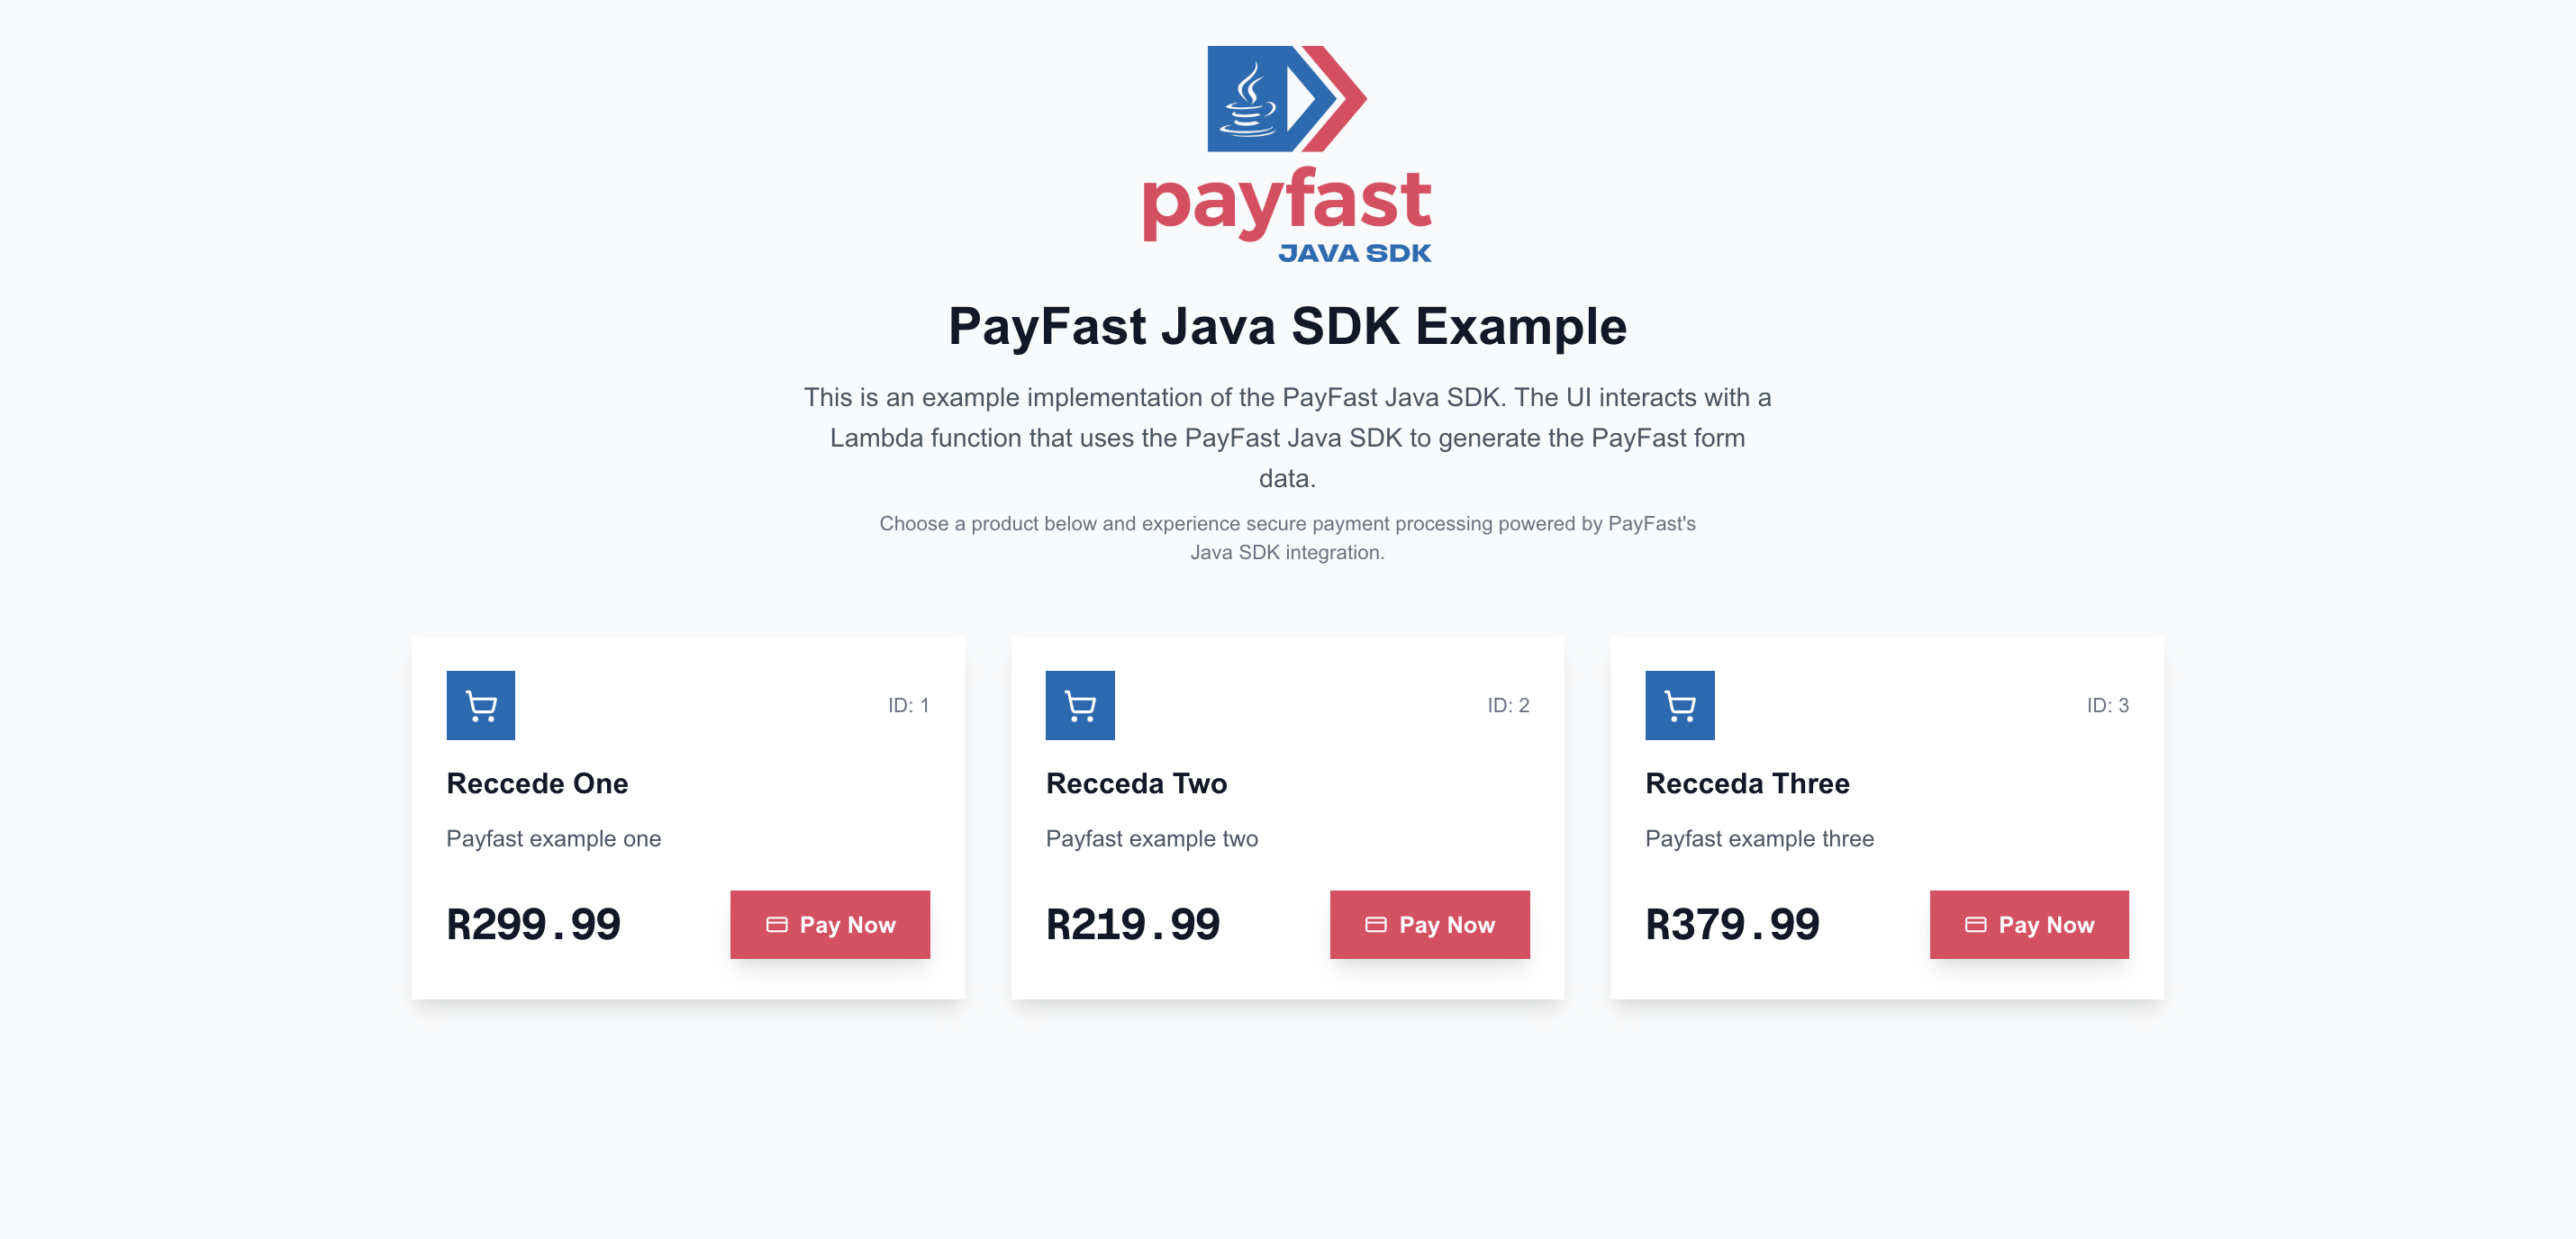 payfast
JAVA SDK
PayFast Java SDK Example
This is an example implementation of the PayFast Java SDK. The UI interacts with a
Lambda function that uses the PayFast Java SDK to generate the PayFast form
data.
Choose a product below and experience secure payment processing powered by PayFast's
Java SDK integration.
ID: 1
Reccede One
Payfast example one
R299.99
Pay Now
ID: 2
Recceda Two
Payfast example two
R219.99
Pay Now
ID: 3
Recceda Three
Payfast example three
R379.99
Pay Now